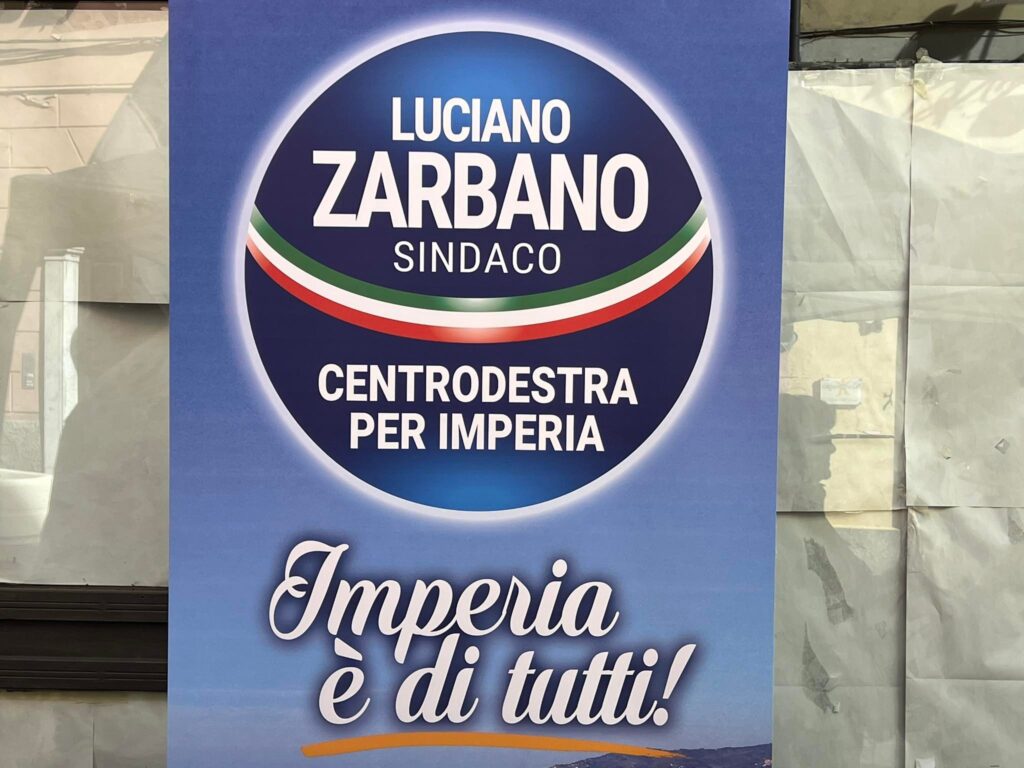 LUCIANO
ZARBANO
SINDACO
CENTRODESTRA
PER IMPERIA
Imperia
è di tutti!